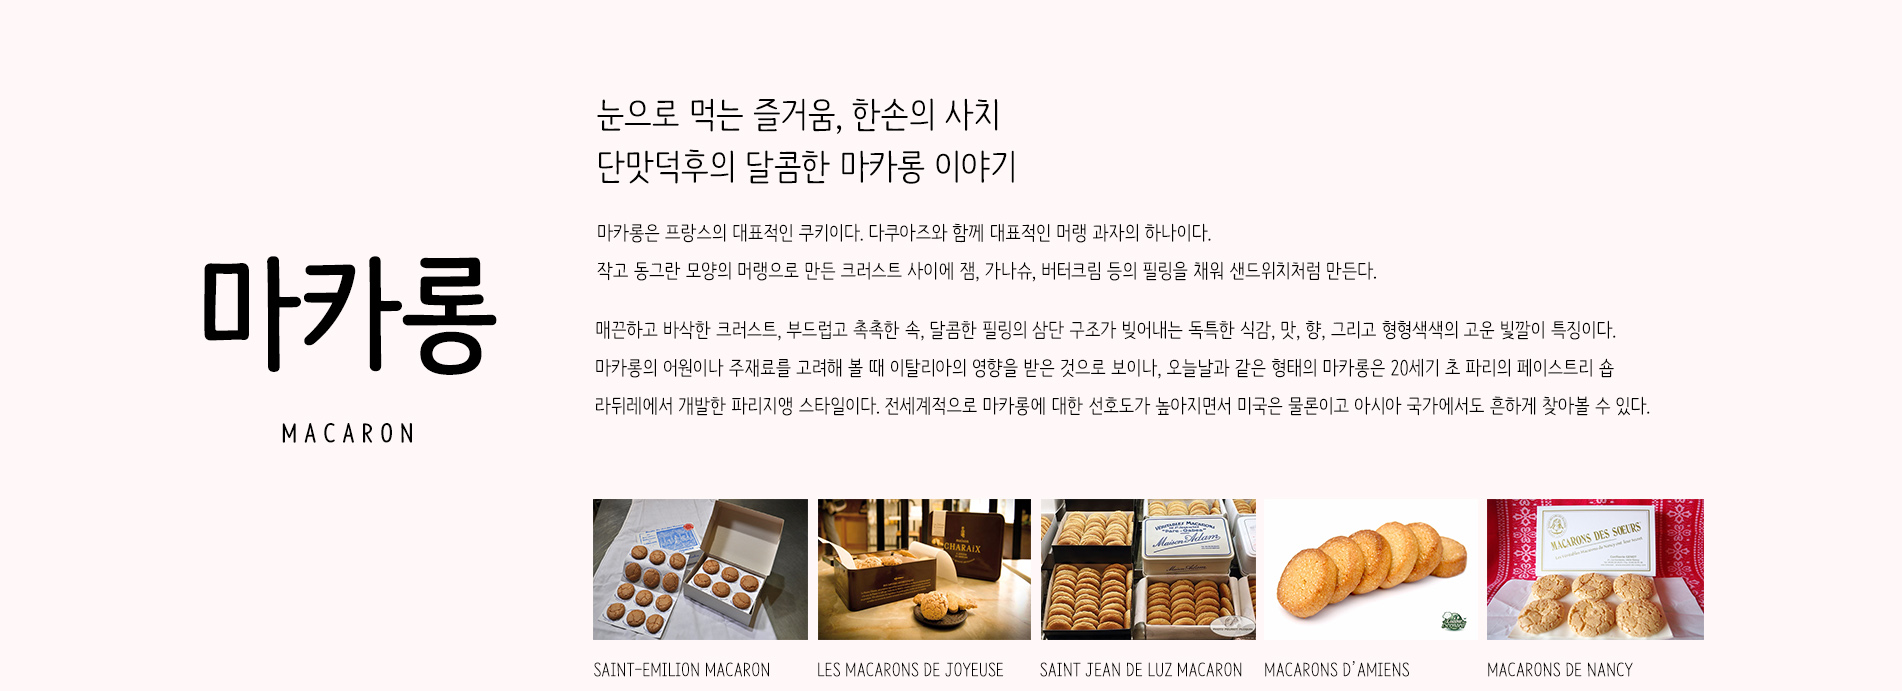 마카롱
MACARON
눈으로 먹는 즐거움, 한손의 사치
단맛덕후의 달콤한 마카롱 이야기
마카롱은 프랑스의 대표적인 쿠키이다. 다쿠아즈와 함께 대표적인 머랭 과자의 하나이다.
작고 동그란 모양의 머랭으로 만든 크러스트 사이에 잼, 가나슈, 버터크림 등의 필링을 채워 샌드위치처럼 만든다.
매끈하고 바삭한 크러스트, 부드럽고 촉촉한 속, 달콤한 필링의 삼단 구조가 빚어내는 독특한 식감, 맛, 향, 그리고 형형색색의 고운 빛깔이 특징이다.
마카롱의 어원이나 주재료를 고려해 볼 때 이탈리아의 영향을 받은 것으로 보이나, 오늘날과 같은 형태의 마카롱은 20세기 초 파리의 페이스트리 숍
라뒤레에서 개발한 파리지앵 스타일이다. 전세계적으로 마카롱에 대한 선호도가 높아지면서 미국은 물론이고 아시아 국가에서도 흔하게 찾아볼 수 있다.
CHARAIX
VERITABLES MACARONS
Maison Adam
Maison Adam
MACARONS DES SŒURS
SAINT-EMILION MACARON
LES MACARONS DE JOYEUSE
SAINT JEAN DE LUZ MACARON
MACARONS D'AMIENS
MACARONS DE NANCY